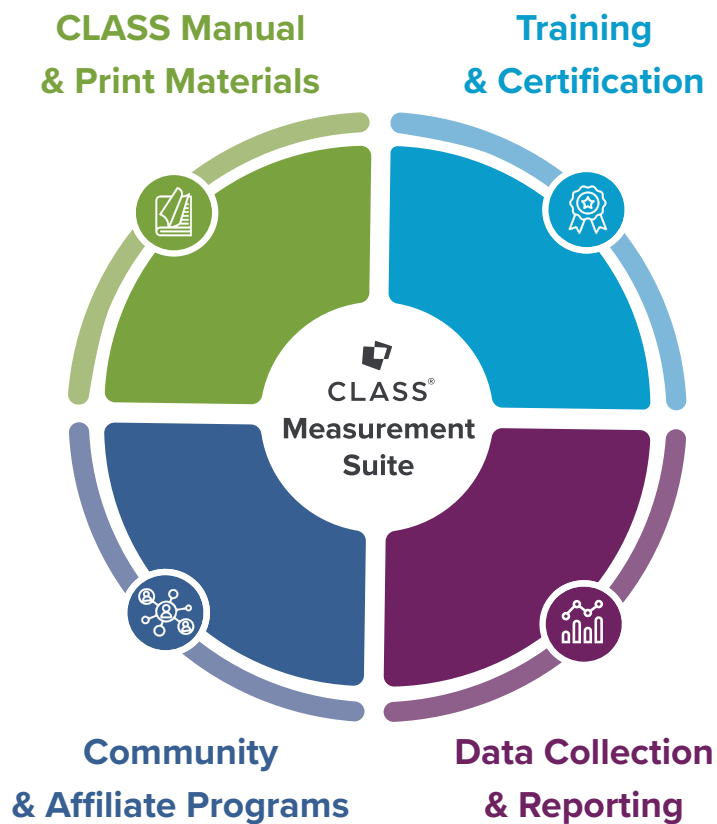 CLASS Manual
& Print Materials
Training
& Certification
CLASS®
Measurement
Suite
Community
& Affiliate Programs
Data Collection
& Reporting